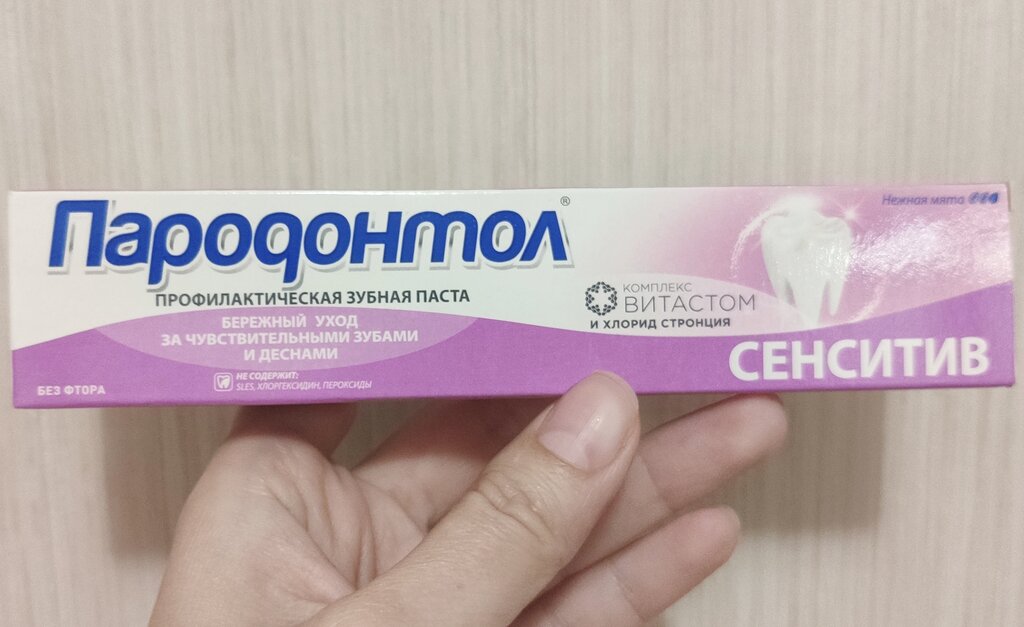 Пародонтол®
ПРОФИЛАКТИЧЕСКАЯ ЗУБНАЯ ПАСТА
БЕРЕЖНЫЙ УХОД
ЗА ЧУВСТВИТЕЛЬНЫМИ ЗУБАМИ
И ДЕСНАМИ
НЕ СОДЕРЖИТ:
SLES, ХЛОРГЕКСИДИН, ПЕРОКСИДЫ
БЕЗ ФТОРА
Нежная мята
КОМПЛЕКС
ВИТАСТОМ
И ХЛОРИД СТРОНЦИЯ
СЕНСИТИВ